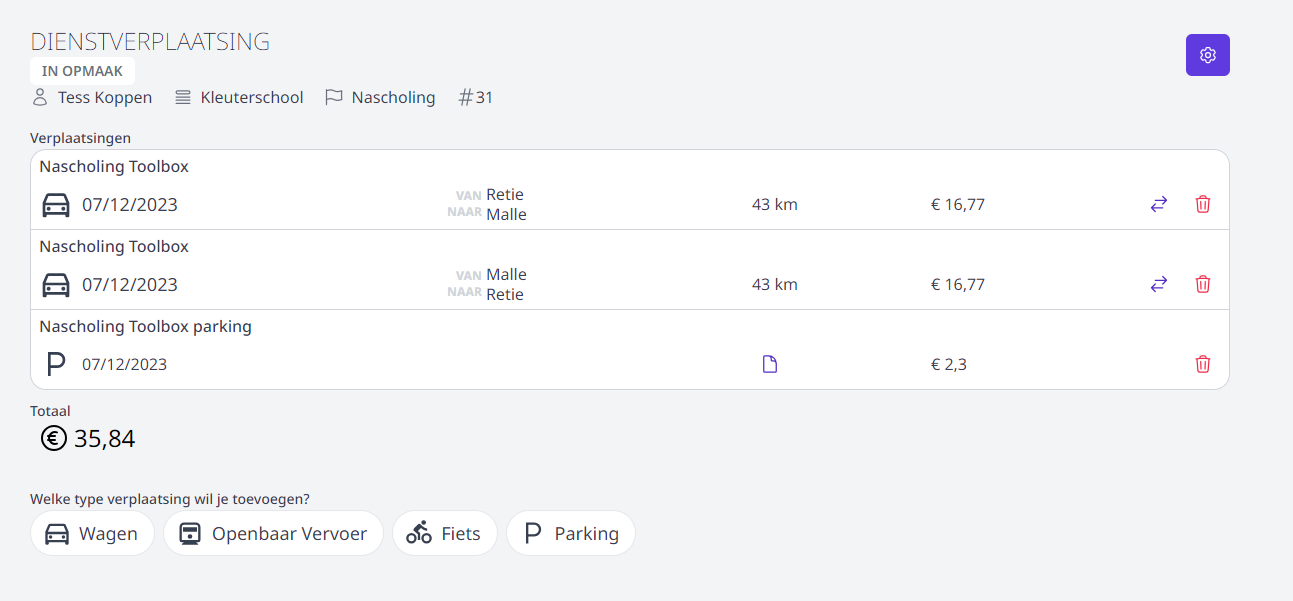 DIENSTVERPLAATSING
IN OPMAAK
Tess Koppen Kleuterschool Nascholing #31
Verplaatsingen
Nascholing Toolbox
07/12/2023 VAN Retie NAAR Malle 43 km € 16,77
Nascholing Toolbox
07/12/2023 VAN Malle NAAR Retie 43 km € 16,77
Nascholing Toolbox parking
P 07/12/2023 € 2,3
Totaal
€ 35,84
Welke type verplaatsing wil je toevoegen?
Wagen Openbaar Vervoer Fiets P Parking